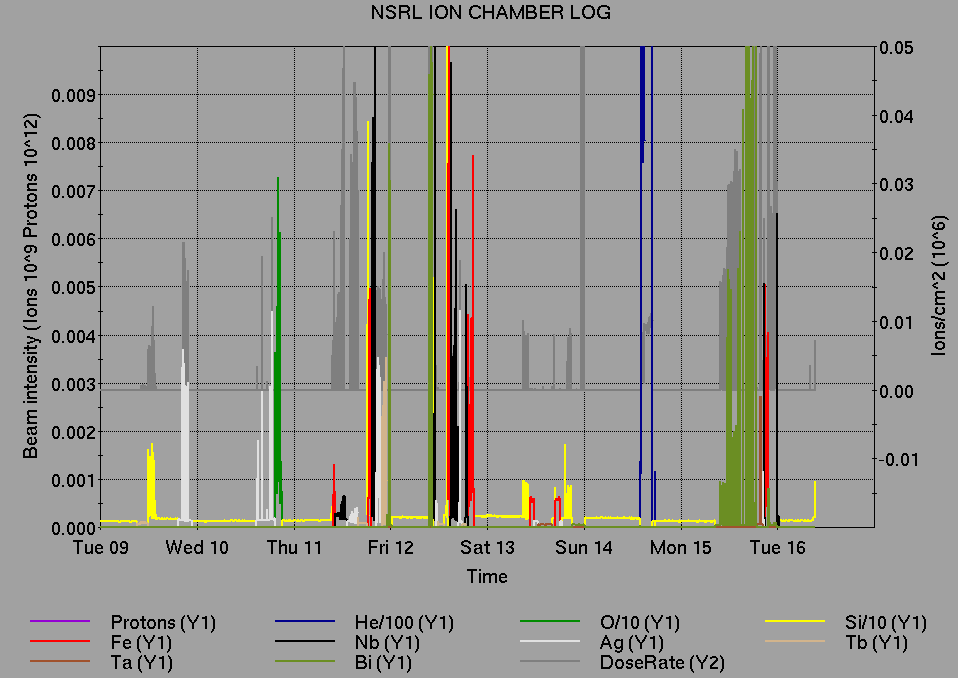 NSRL ION CHAMBER LOG
0.05
0.009
0.04
0.008
0.007
0.03
0.006
0.02
0.005
0.004
0.01
0.003
0.00
0.002
-0.01
0.001
0.000
Beam intensity (Ions 10^9 Protons 10^12)
Ions/cm^2 (10^6)
Tue 09 Wed 10 Thu 11 Fri 12 Sat 13 Sun 14 Mon 15 Tue 16
Time
Protons (Y1) He/100 (Y1) O/10 (Y1) Si/10 (Y1)
Fe (Y1) Nb (Y1) Ag (Y1) Tb (Y1)
Ta (Y1) Bi (Y1) DoseRate (Y2)